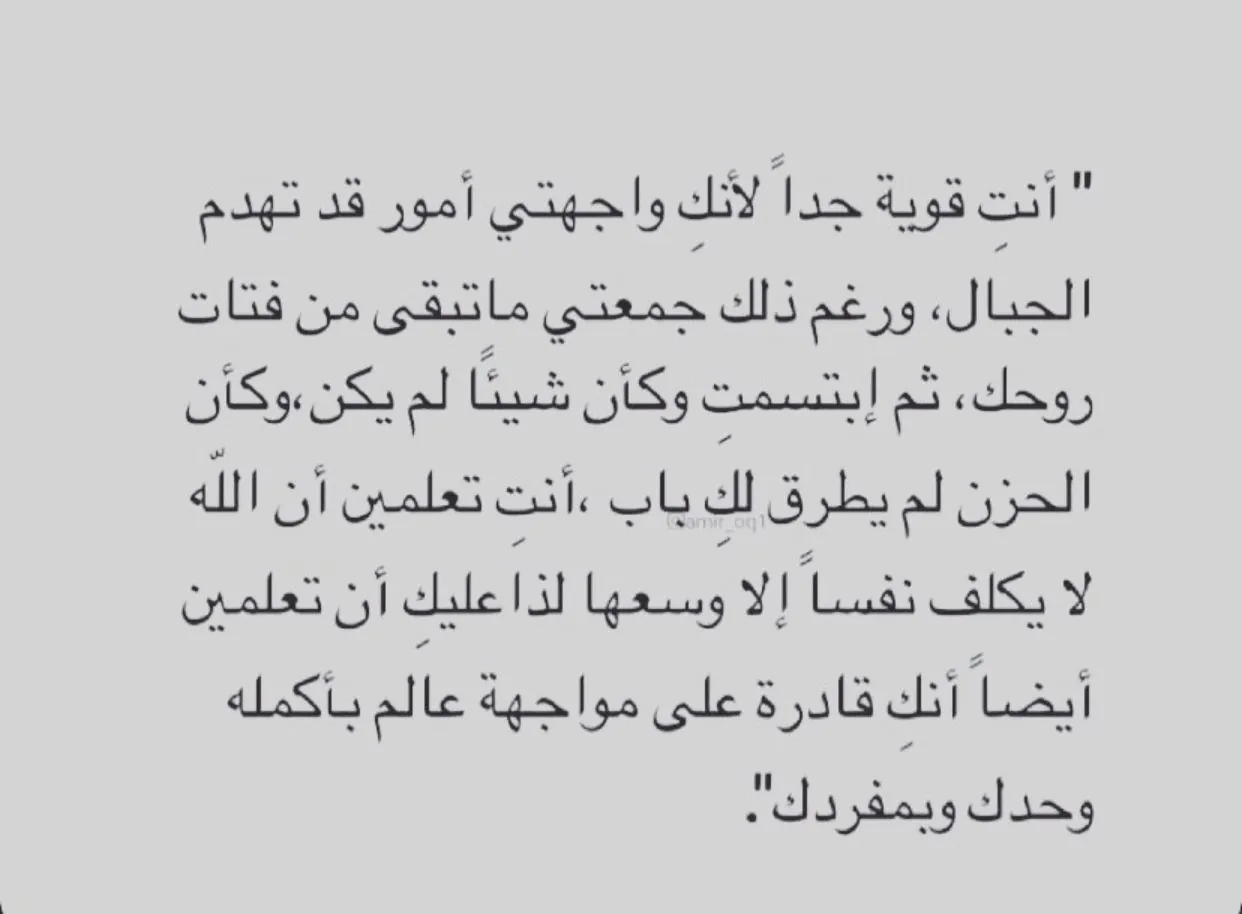 " أنتِ قوية جداً لأنكِ واجهتي أمور قد تهدم
الجبال، ورغم ذلك جمعتي ماتبقى من فتات
روحك، ثم إبتسمتِ وكأن شيئًا لم يكن،وكأن
الحزن لم يطرق لكِ باب ،أنتِ تعلمين أن اللّه
@amir_oq1
لا يكلف نفساً إلا وسعها لذا عليكِ أن تعلمين
أيضاً أنكِ قادرة على مواجهة عالم بأكمله
وحدك وبمفردك".